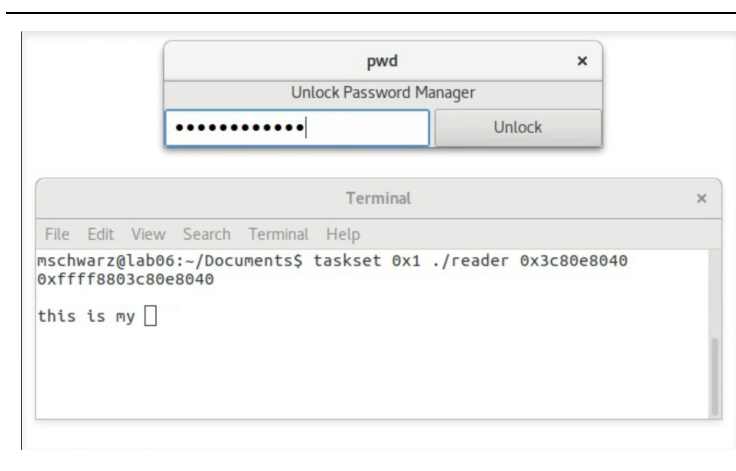 pwd ×
Unlock Password Manager
●●●●●●●●●●●● Unlock
Terminal ×
File Edit View Search Terminal Help
mschwarz@lab06:~/Documents$ taskset 0x1 ./reader 0x3c80e8040
0xffff8803c80e8040
this is my